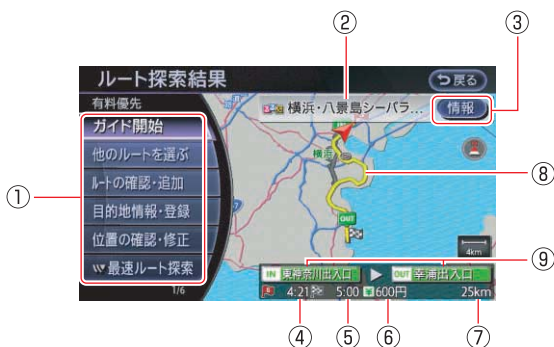 ② ③
ルート探索結果
戻る
有料優先
横浜・八景島シーパラ...
情報
ガイド開始
他のルートを選ぶ
ルートの確認・追加
目的地情報・登録
位置の確認・修正
最速ルート探索
1/6
横浜
OUT
4km
① ⑧ ⑨
IN 東神奈川出入口 OUT 幸浦出入口
4:21 5:00 ¥600円 25km
④ ⑤ ⑥ ⑦